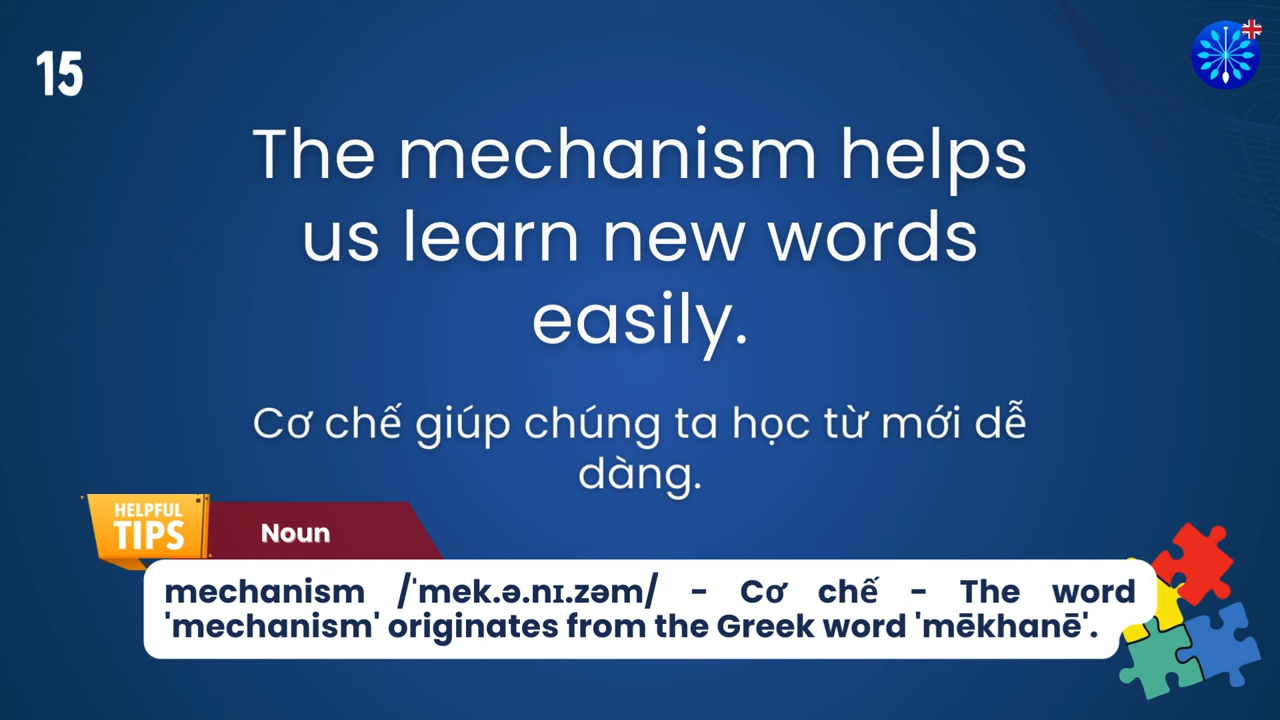 15
The mechanism helps
us learn new words
easily.
Cơ chế giúp chúng ta học từ mới dễ
dàng.
HELPFUL
TIPS
Noun
mechanism /ˈmek.ə.nɪ.zəm/ - Cơ chế - The word
'mechanism' originates from the Greek word 'mēkhanē'.